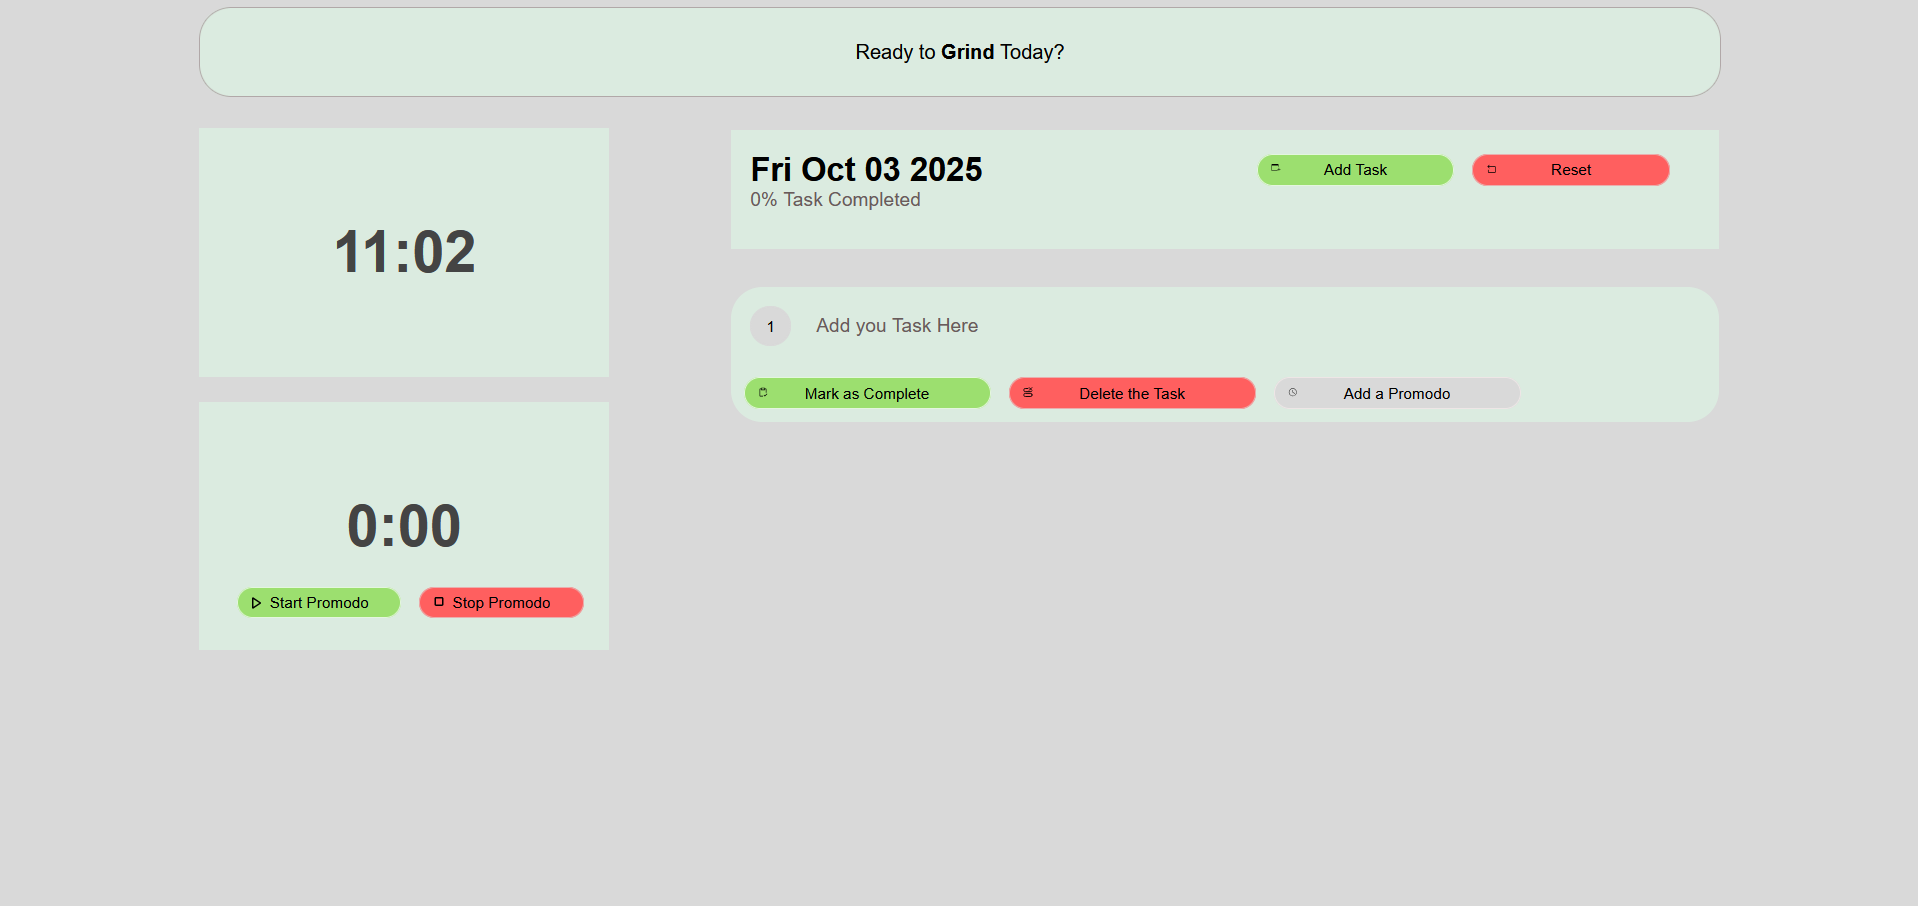 Ready to Grind Today?
11:02
0:00
Start Promodo
Stop Promodo
Fri Oct 03 2025
0% Task Completed
Add Task
Reset
1
Add you Task Here
Mark as Complete
Delete the Task
Add a Promodo